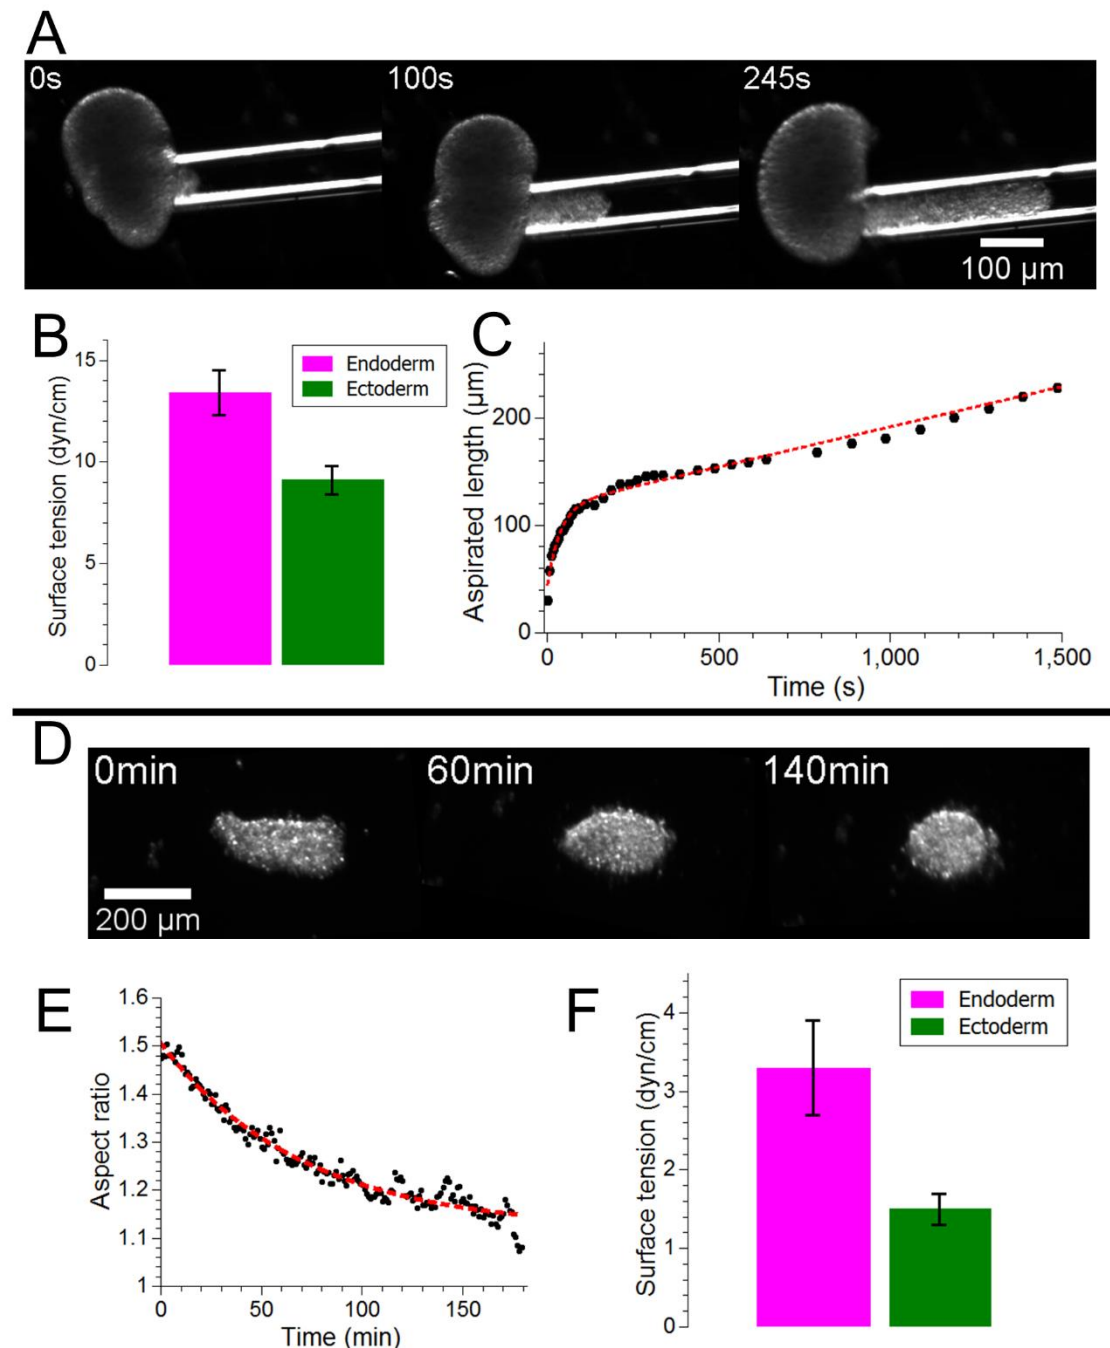 A
0s
100s
245s
100 µm
B
Surface tension (dyn/cm)
15
10
5
0
Endoderm
Ectoderm
C
Aspirated length (µm)
200
100
0
0
500
1,000
1,500
Time (s)
D
0min
60min
140min
200 µm
E
Aspect ratio
1.6
1.5
1.4
1.3
1.2
1.1
1
0
50
100
150
Time (min)
F
Surface tension (dyn/cm)
4
3
2
1
0
Endoderm
Ectoderm